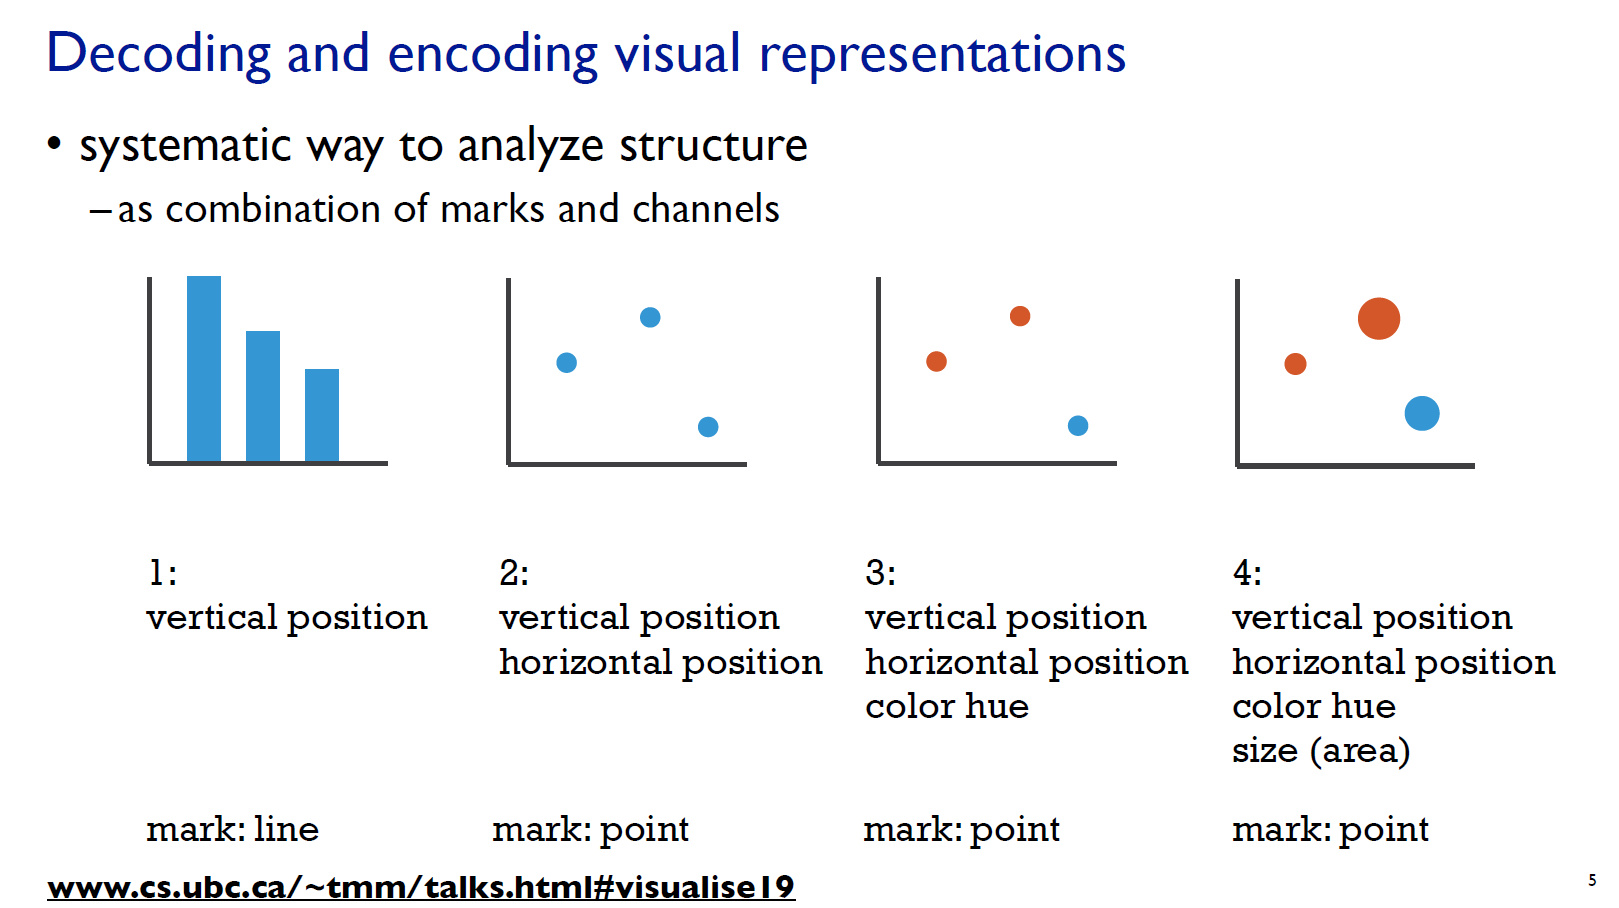 Decoding and encoding visual representations
• systematic way to analyze structure
–as combination of marks and channels
1:
vertical position
mark: line
2:
vertical position
horizontal position
mark: point
3:
vertical position
horizontal position
color hue
mark: point
4:
vertical position
horizontal position
color hue
size (area)
mark: point
www.cs.ubc.ca/~tmm/talks.html#visualise19
5